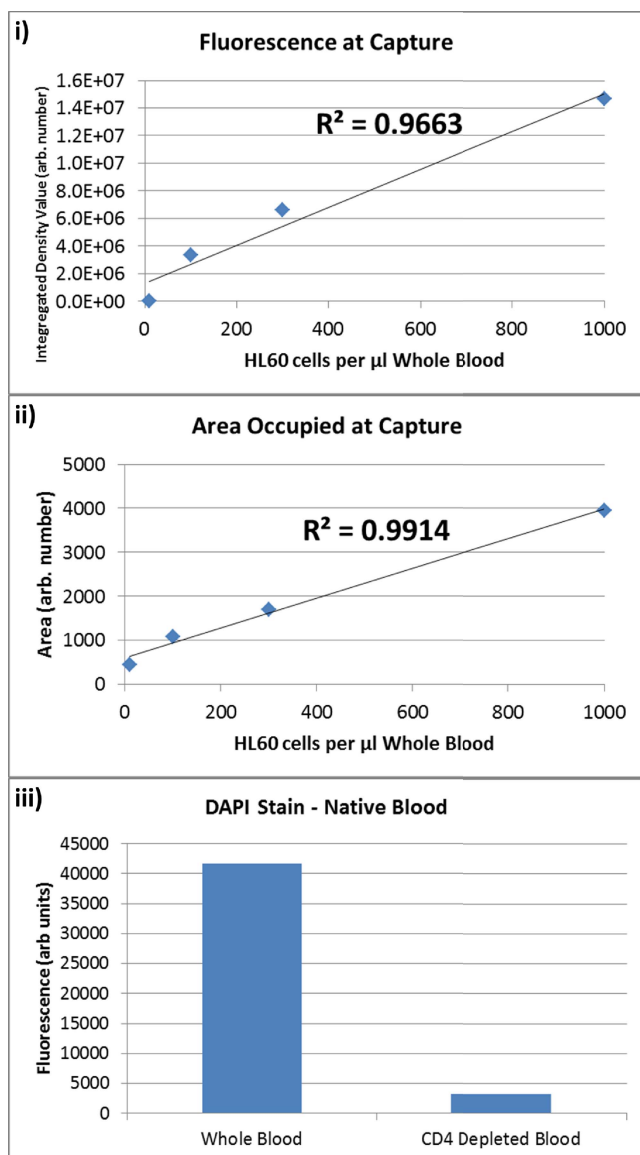 i)
Fluorescence at Capture
Integregated Density Value (arb. number)
1.6E+07
1.4E+07
1.2E+07
1.0E+07
8.0E+06
6.0E+06
4.0E+06
2.0E+06
0.0E+00
R² = 0.9663
0 200 400 600 800 1000
HL60 cells per µl Whole Blood
ii)
Area Occupied at Capture
Area (arb. number)
5000
4000
3000
2000
1000
0
R² = 0.9914
0 200 400 600 800 1000
HL60 cells per µl Whole Blood
iii)
DAPI Stain - Native Blood
Fluorescence (arb units)
45000
40000
35000
30000
25000
20000
15000
10000
5000
0
Whole Blood CD4 Depleted Blood